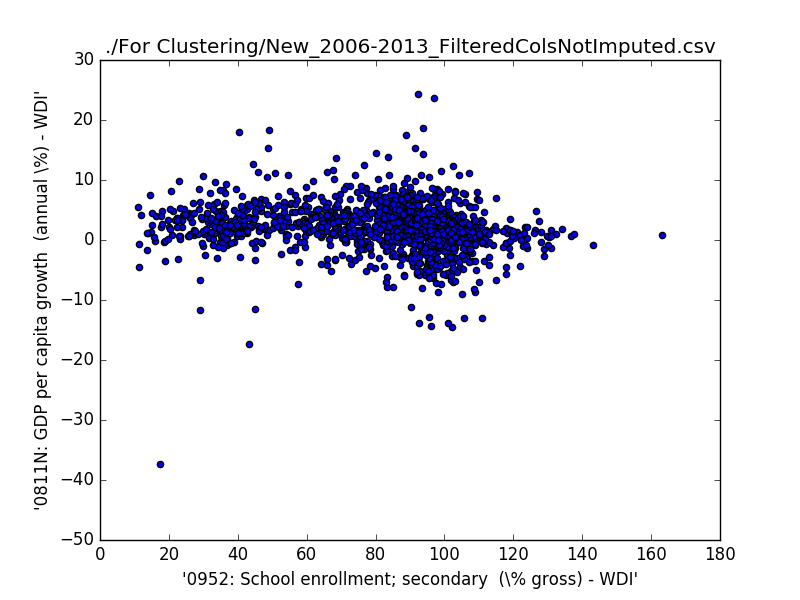 ./For Clustering/New_2006-2013_FilteredColsNotImputed.csv
30
20
10
0
−10
−20
−30
−40
−50
'0811N: GDP per capita growth  (annual \%) - WDI'
0 20 40 60 80 100 120 140 160 180
'0952: School enrollment; secondary  (\% gross) - WDI'